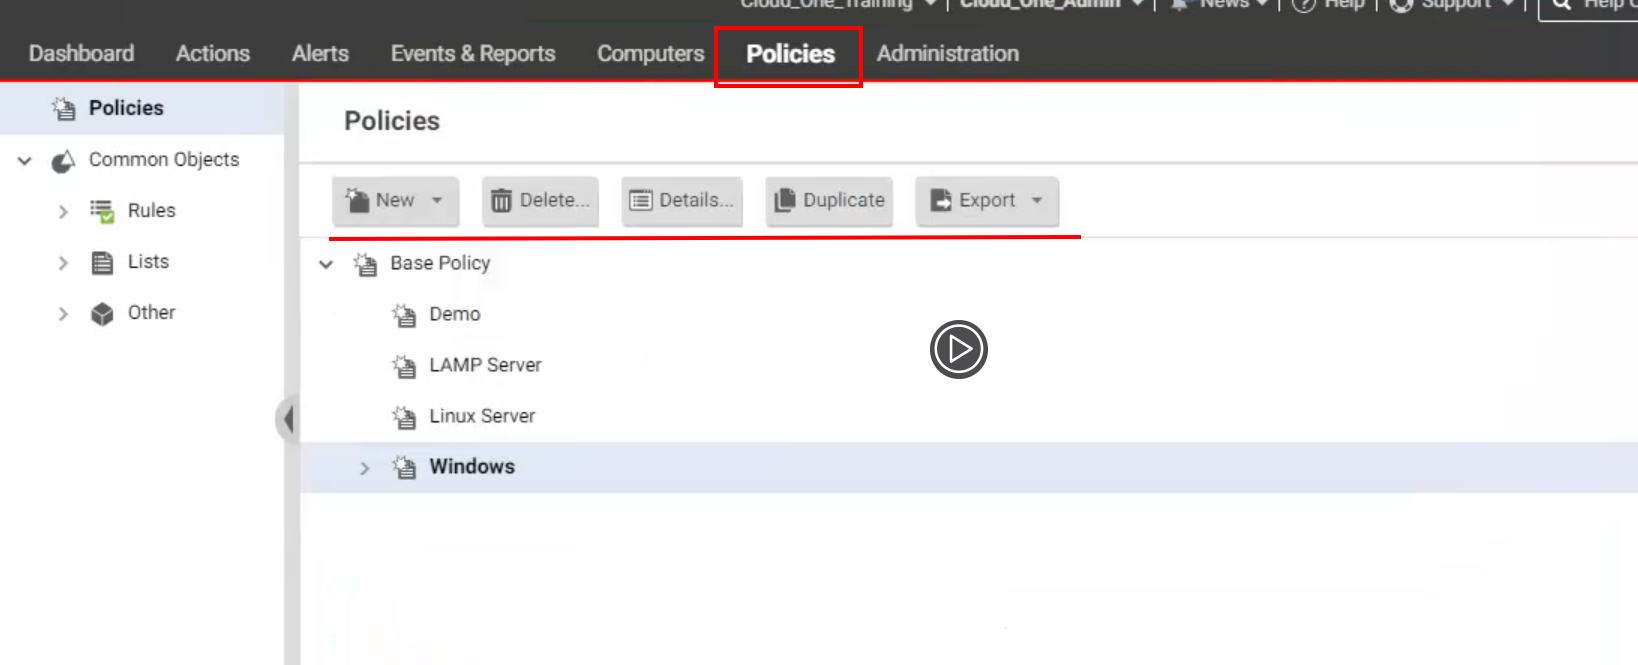 Cloud_One_Training Cloud_One_Admin News Help Support Help
Dashboard Actions Alerts Events & Reports Computers Policies Administration
Policies
Common Objects
Rules
Lists
Other
Policies
New Delete... Details... Duplicate Export
Base Policy
Demo
LAMP Server
Linux Server
Windows